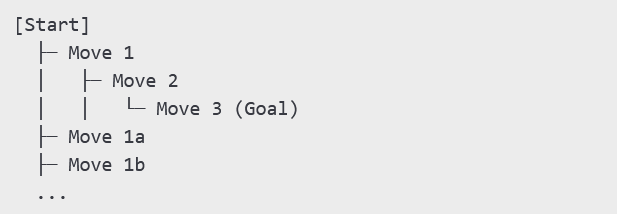 [Start]
  ├─ Move 1
  │   ├─ Move 2
  │   │   └─ Move 3 (Goal)
  ├─ Move 1a
  ├─ Move 1b
  ...